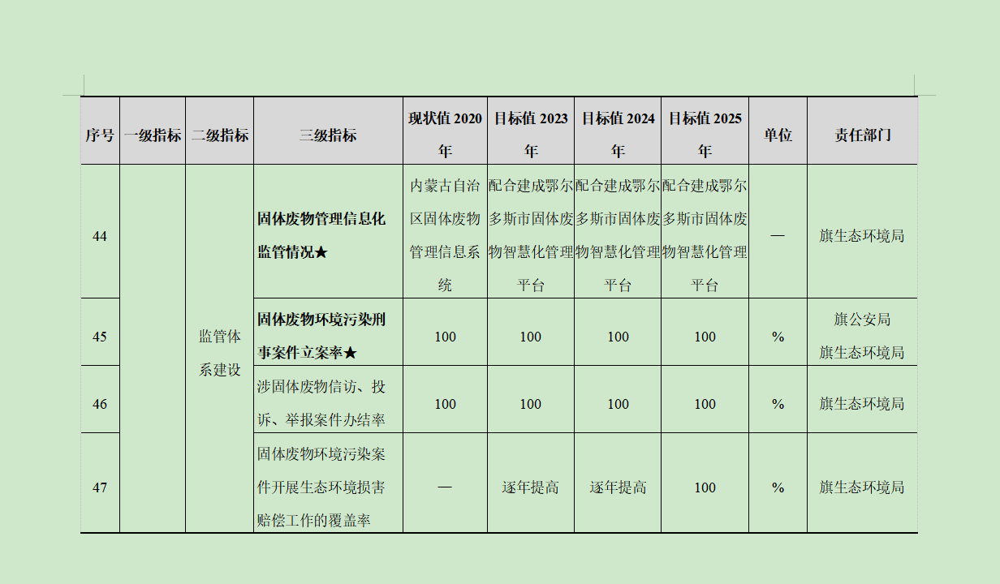 序号 一级指标 二级指标 三级指标 现状值 2020 年 目标值 2023 年 目标值 2024 年 目标值 2025 年 单位 责任部门
44 固体废物管理信息化监管情况★ 内蒙古自治区固体废物管理信息系统 配合建成鄂尔多斯市固体废物智慧化管理平台 配合建成鄂尔多斯市固体废物智慧化管理平台 配合建成鄂尔多斯市固体废物智慧化管理平台 — 旗生态环境局
监管体系建设
45 固体废物环境污染刑事案件立案率★ 100 100 100 100 % 旗公安局 旗生态环境局
46 涉固体废物信访、投诉、举报案件办结率 100 100 100 100 % 旗生态环境局
47 固体废物环境污染案件开展生态环境损害赔偿工作的覆盖率 — 逐年提高 逐年提高 100 % 旗生态环境局